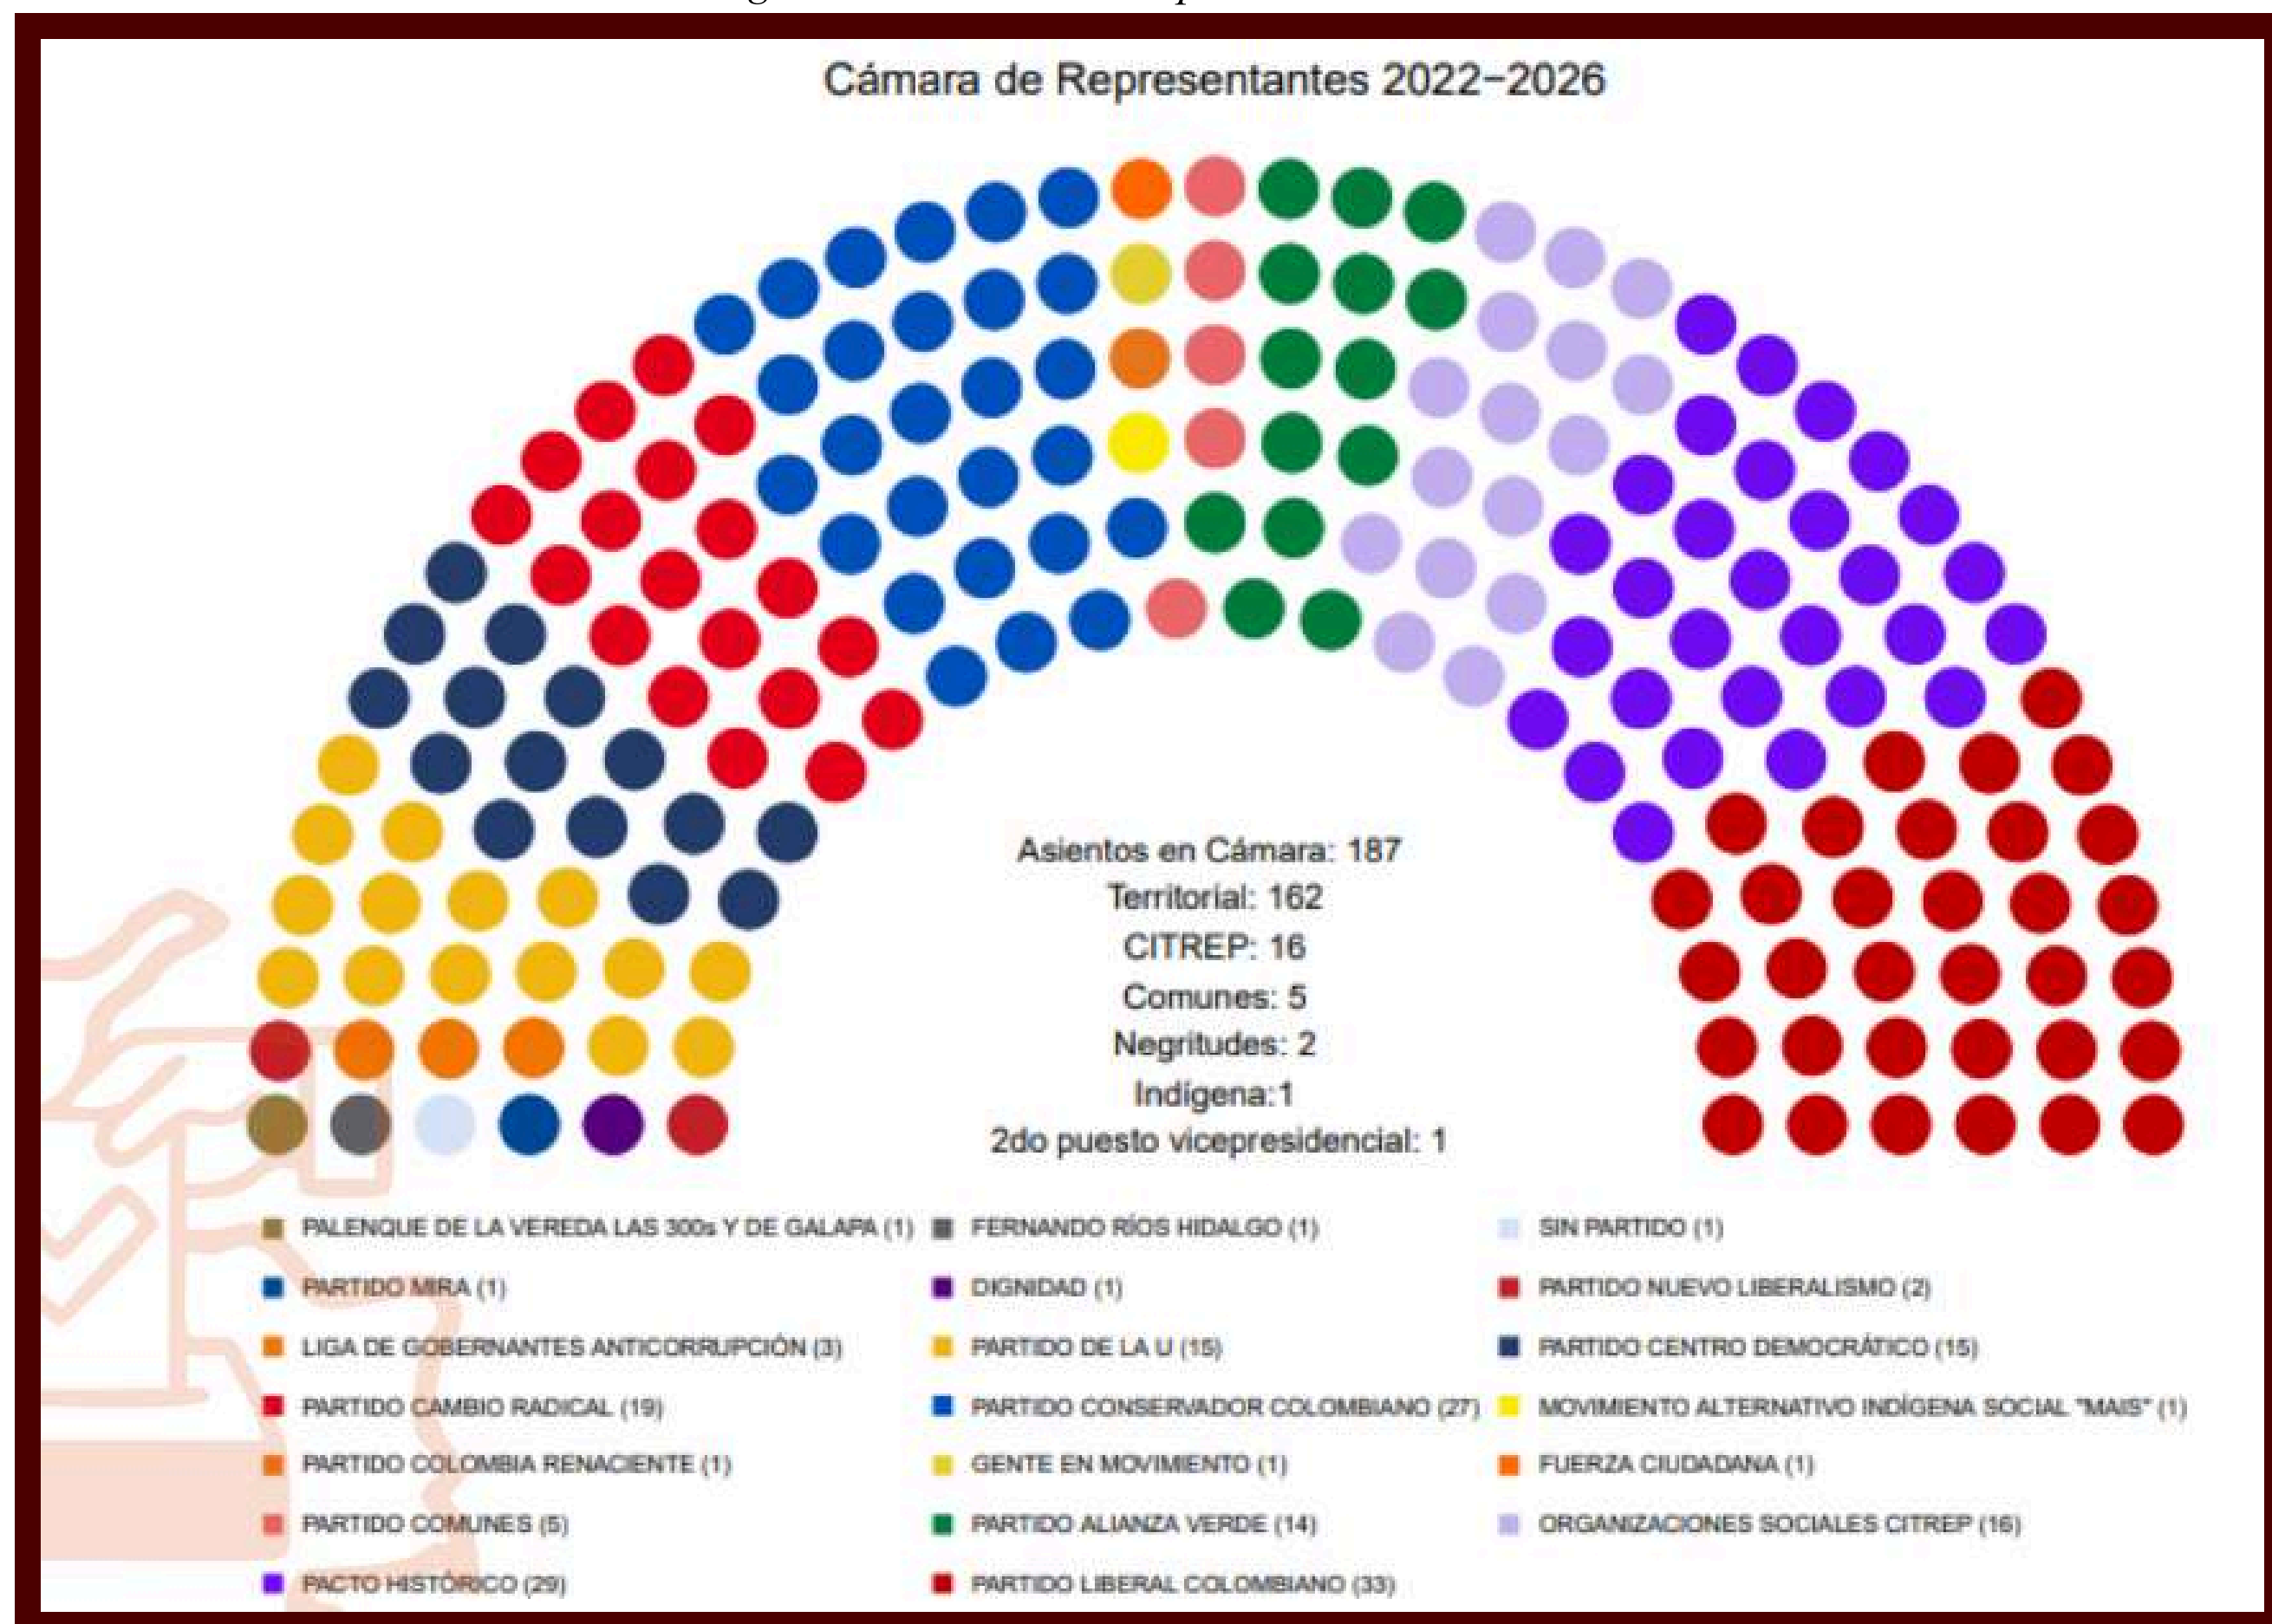 Cámara de Representantes 2022−2026
Asientos en Cámara: 187
Territorial: 162
CITREP: 16
Comunes: 5
Negritudes: 2
Indígena:1
2do puesto vicepresidencial: 1
PALENQUE DE LA VEREDA LAS 300s Y DE GALAPA (1) FERNANDO RÍOS HIDALGO (1) SIN PARTIDO (1)
PARTIDO MIRA (1) DIGNIDAD (1) PARTIDO NUEVO LIBERALISMO (2)
LIGA DE GOBERNANTES ANTICORRUPCIÓN (3) PARTIDO DE LA U (15) PARTIDO CENTRO DEMOCRÁTICO (15)
PARTIDO CAMBIO RADICAL (19) PARTIDO CONSERVADOR COLOMBIANO (27) MOVIMIENTO ALTERNATIVO INDÍGENA SOCIAL "MAIS" (1)
PARTIDO COLOMBIA RENACIENTE (1) GENTE EN MOVIMIENTO (1) FUERZA CIUDADANA (1)
PARTIDO COMUNES (5) PARTIDO ALIANZA VERDE (14) ORGANIZACIONES SOCIALES CITREP (16)
PACTO HISTÓRICO (29) PARTIDO LIBERAL COLOMBIANO (33)